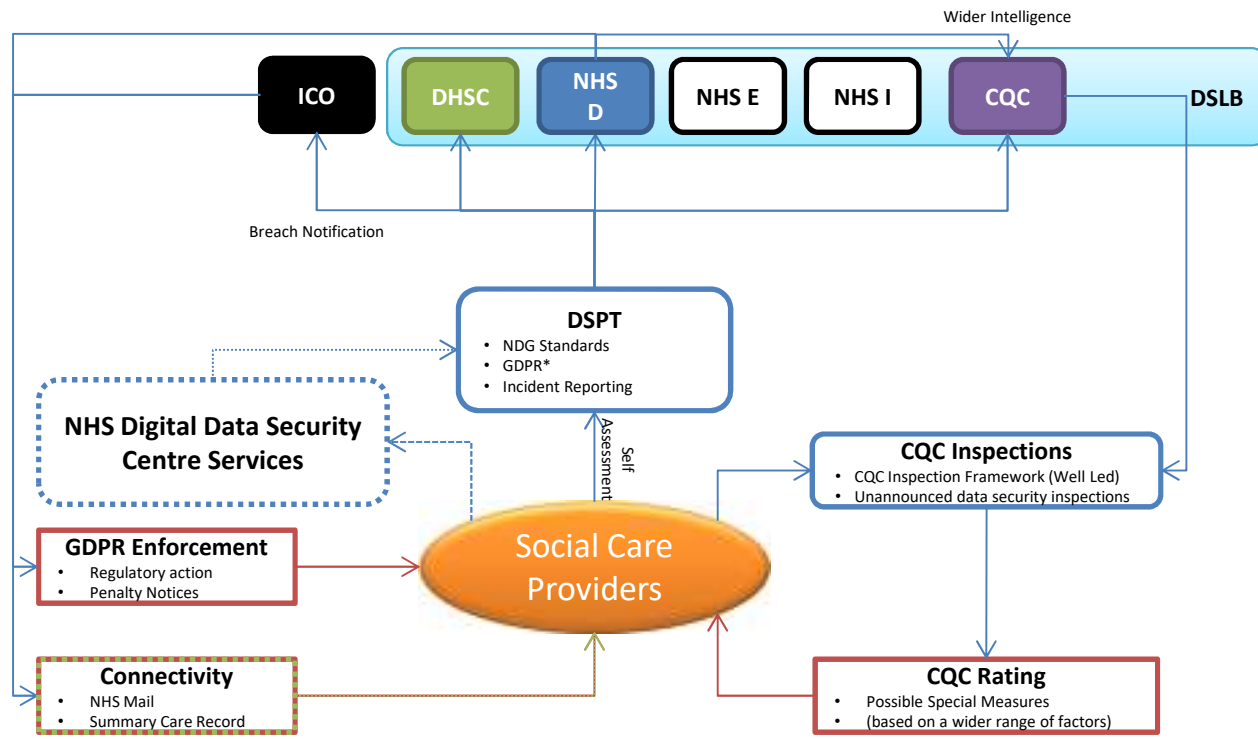 Wider Intelligence
ICO
DHSC
NHS
D
NHS E
NHS I
CQC
DSLB
Breach Notification
DSPT
• NDG Standards
• GDPR*
• Incident Reporting
NHS Digital Data Security
Centre Services
Self
Assessment
CQC Inspections
• CQC Inspection Framework (Well Led)
• Unannounced data security inspections
GDPR Enforcement
• Regulatory action
• Penalty Notices
Social Care
Providers
Connectivity
• NHS Mail
• Summary Care Record
CQC Rating
• Possible Special Measures
• (based on a wider range of factors)